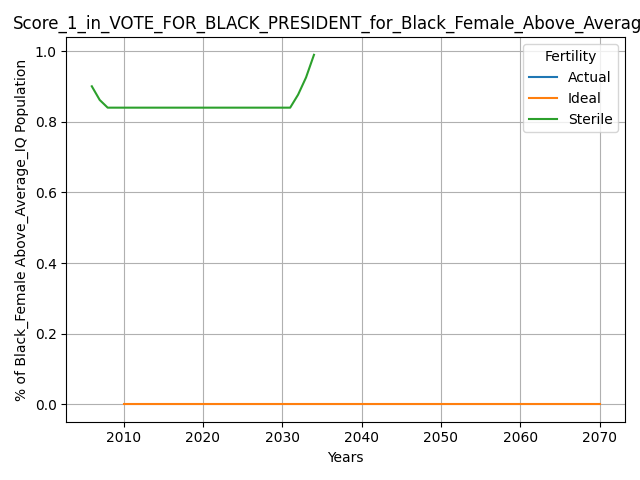 Score_1_in_VOTE_FOR_BLACK_PRESIDENT_for_Black_Female_Above_Averag
% of Black_Female Above_Average_IQ Population
1.0
0.8
0.6
0.4
0.2
0.0
Fertility
Actual
Ideal
Sterile
2010
2020
2030
2040
2050
2060
2070
Years